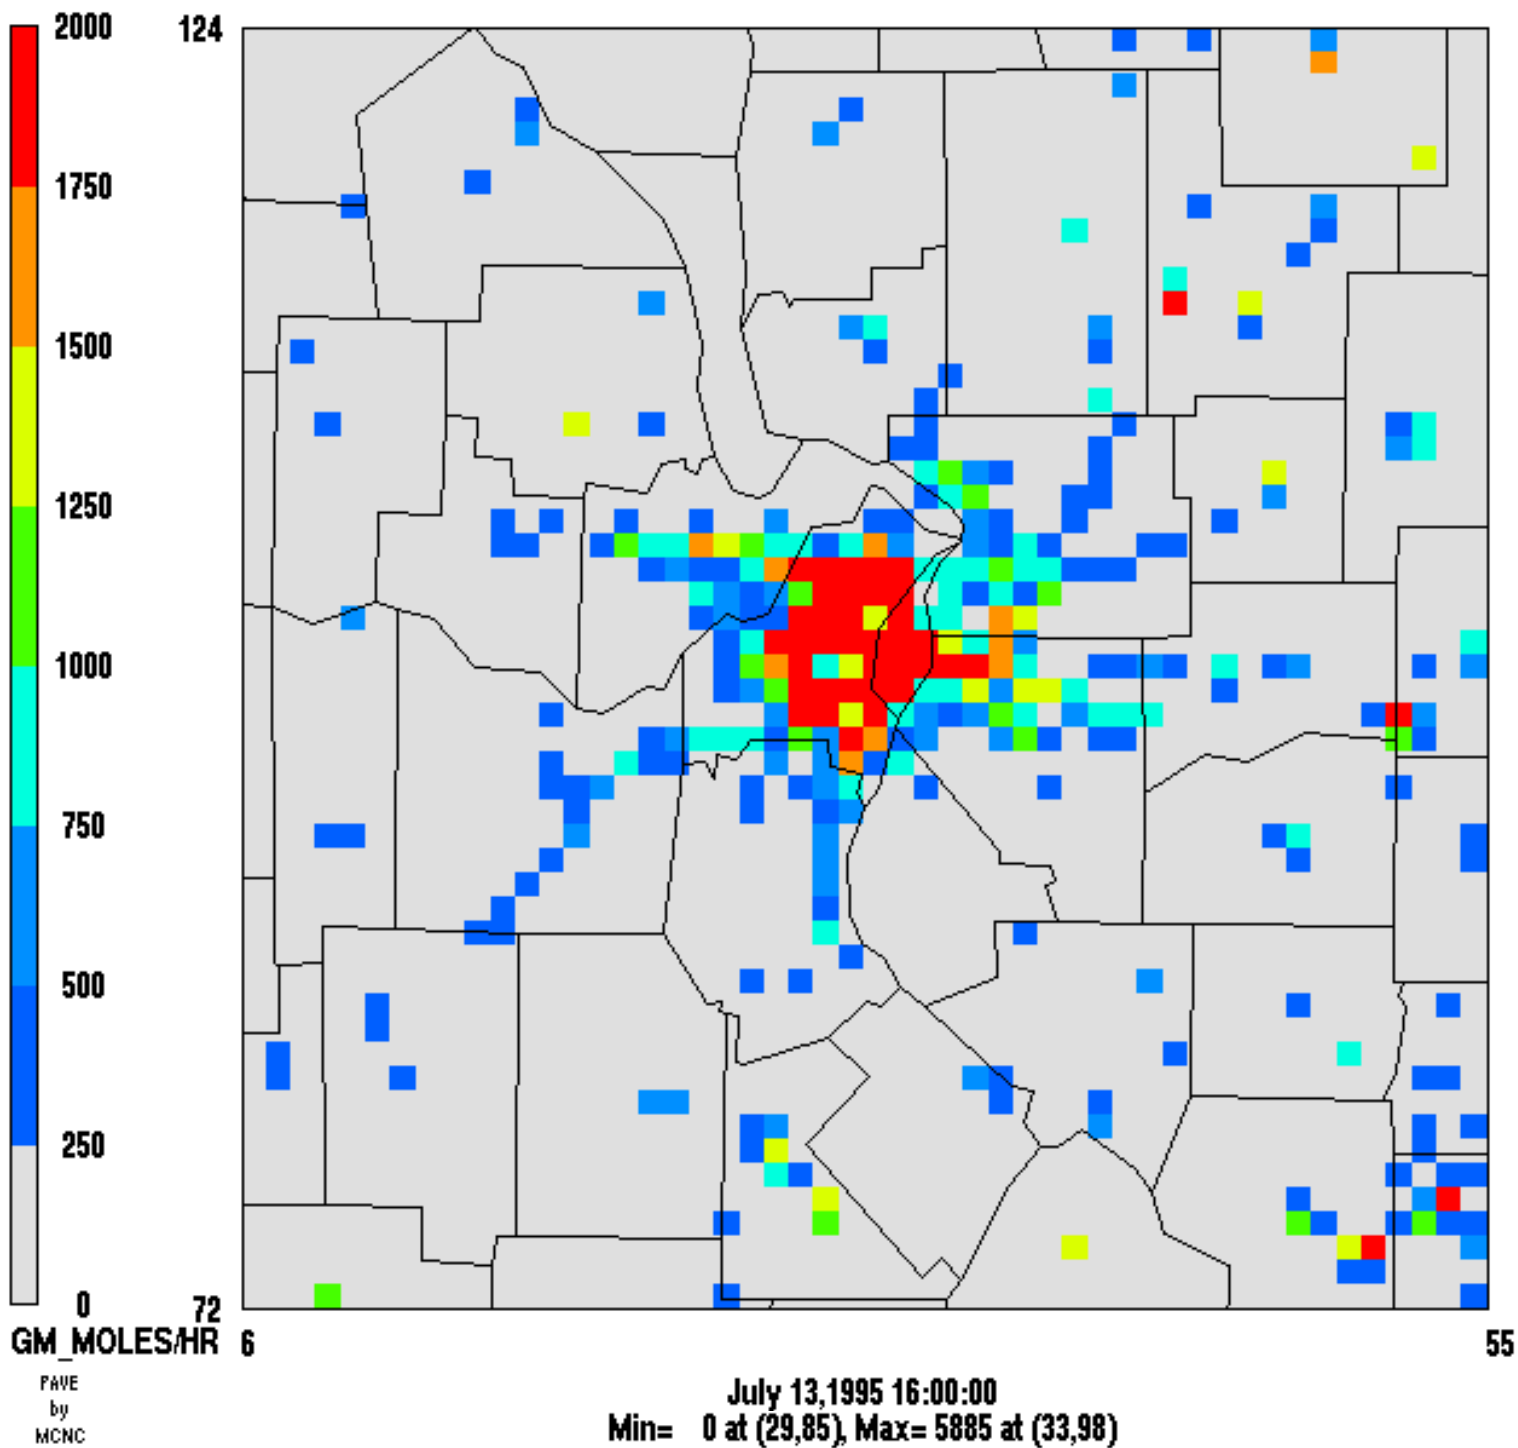 2000
124
1750
1500
1250
1000
750
500
250
0
72
GM_MOLES/HR
6
55
PAVE
by
MCNC
July 13,1995 16:00:00
Min= 0 at (29,85), Max= 5885 at (33,98)